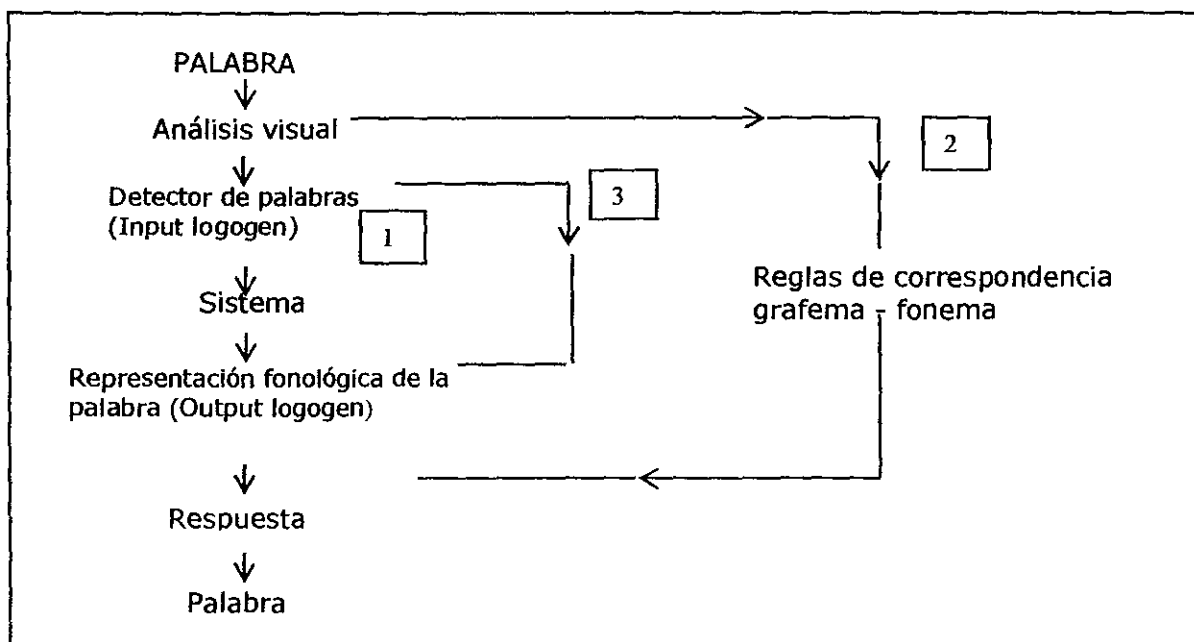 PALABRA
Análisis visual
2
Detector de palabras
(Input logogen)
3
1
Sistema
Reglas de correspondencia
grafema - fonema
Representación fonológica de la
palabra (Output logogen)
Respuesta
Palabra